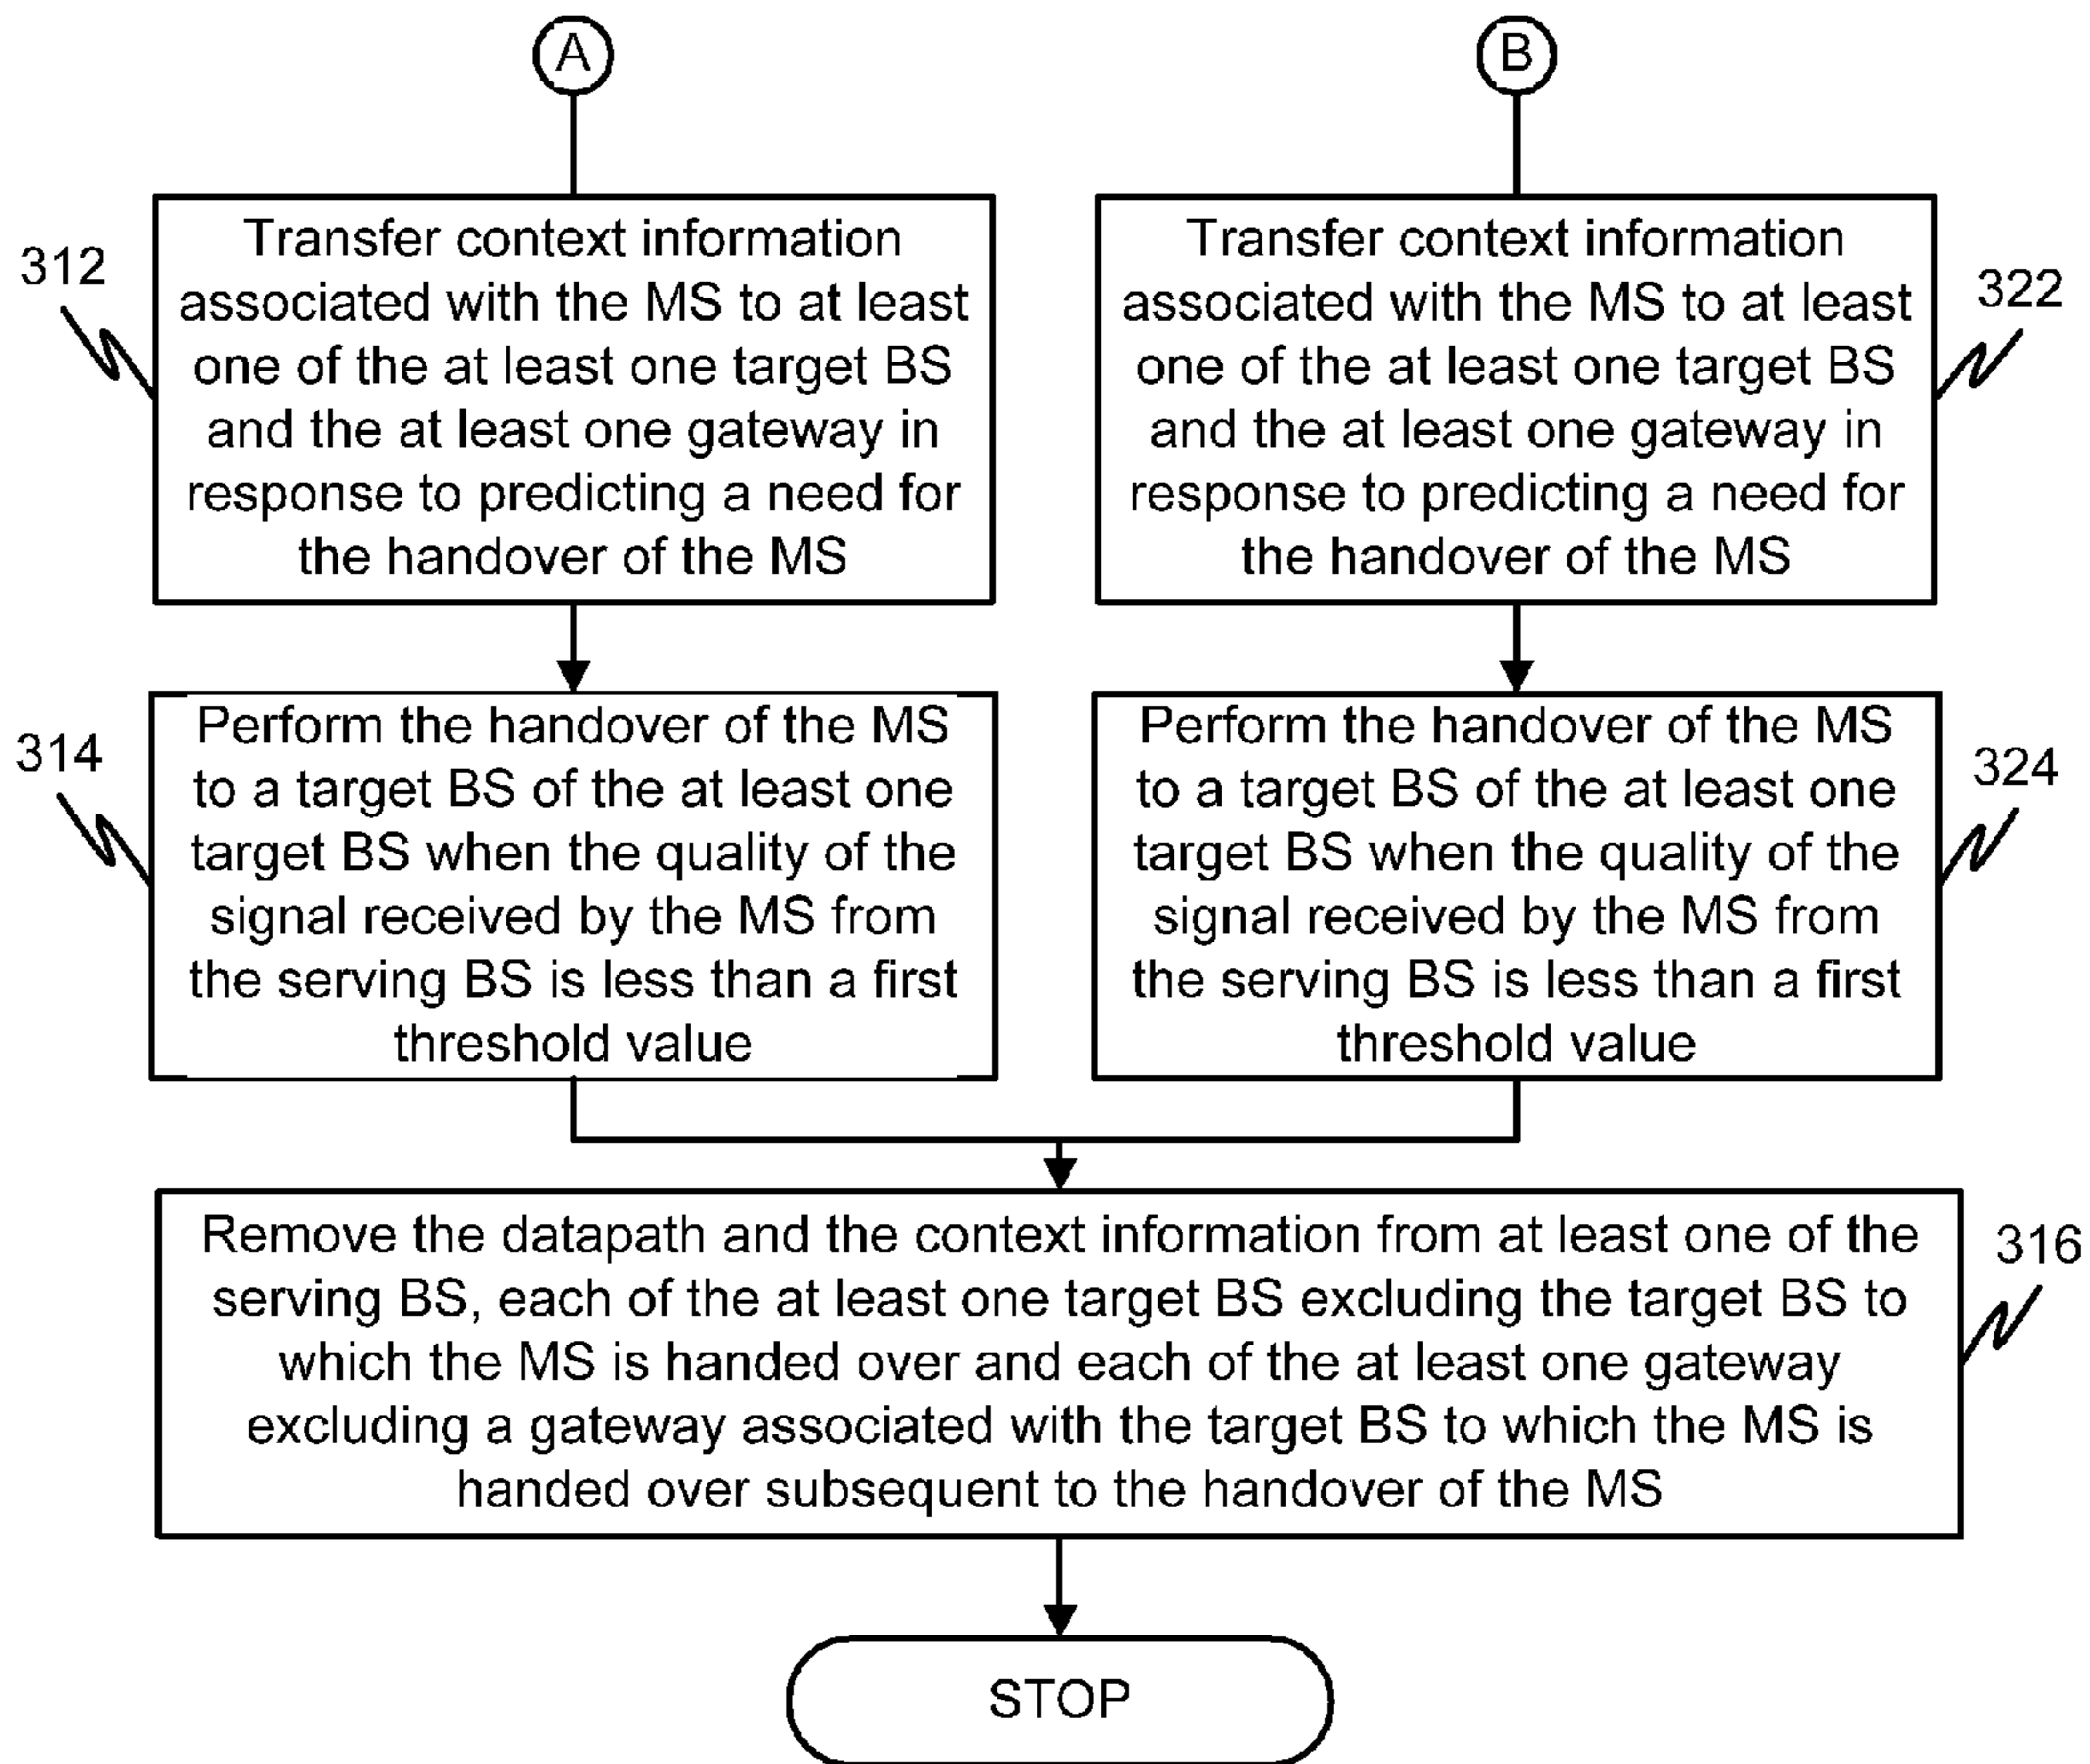 A
B
312
Transfer context information
associated with the MS to at least
one of the at least one target BS
and the at least one gateway in
response to predicting a need for
the handover of the MS
Transfer context information
associated with the MS to at least
one of the at least one target BS
and the at least one gateway in
response to predicting a need for
the handover of the MS
322
314
Perform the handover of the MS
to a target BS of the at least one
target BS when the quality of the
signal received by the MS from
the serving BS is less than a first
threshold value
Perform the handover of the MS
to a target BS of the at least one
target BS when the quality of the
signal received by the MS from
the serving BS is less than a first
threshold value
324
Remove the datapath and the context information from at least one of the
serving BS, each of the at least one target BS excluding the target BS to
which the MS is handed over and each of the at least one gateway
excluding a gateway associated with the target BS to which the MS is
handed over subsequent to the handover of the MS
316
STOP